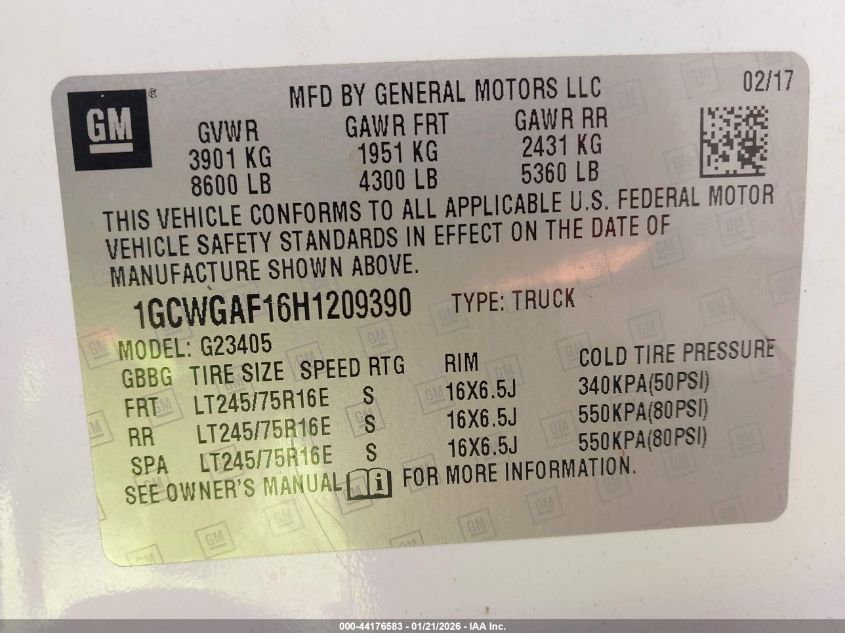 GM ®
MFD BY GENERAL MOTORS LLC 02/17
GVWR GAWR FRT GAWR RR
3901 KG 1951 KG 2431 KG
8600 LB 4300 LB 5360 LB
THIS VEHICLE CONFORMS TO ALL APPLICABLE U.S. FEDERAL MOTOR
VEHICLE SAFETY STANDARDS IN EFFECT ON THE DATE OF
MANUFACTURE SHOWN ABOVE.
1GCWGAF16H1209390 TYPE: TRUCK
MODEL: G23405
GBBG TIRE SIZE SPEED RTG RIM COLD TIRE PRESSURE
FRT LT245/75R16E S 16X6.5J 340KPA(50PSI)
RR LT245/75R16E S 16X6.5J 550KPA(80PSI)
SPA LT245/75R16E S 16X6.5J 550KPA(80PSI)
SEE OWNER'S MANUAL i FOR MORE INFORMATION.
000-44176583 - 01/21/2026 - IAA Inc.